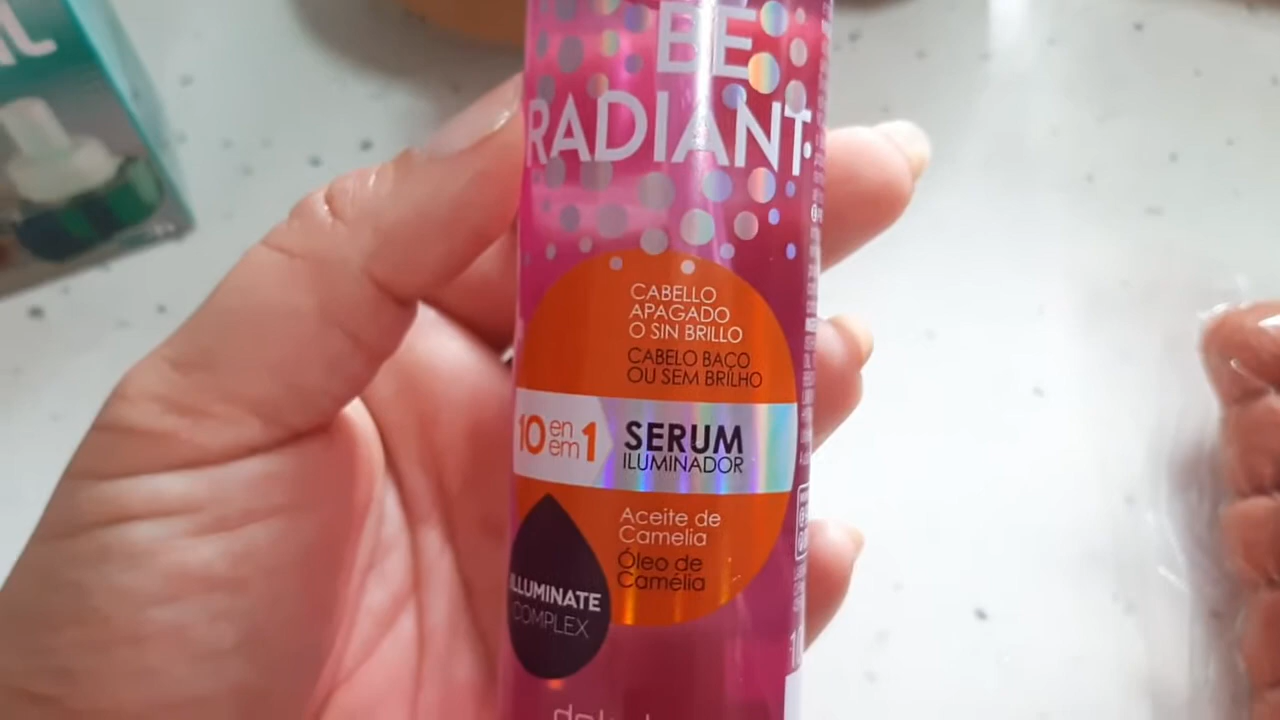 BE
RADIANT
CABELLO
APAGADO
O SIN BRILLO
CABELO BAÇO
OU SEM BRILHO
10 en em 1
SERUM
ILUMINADOR
Aceite de
Camelia
Óleo de
Camélia
ILLUMINATE
COMPLEX